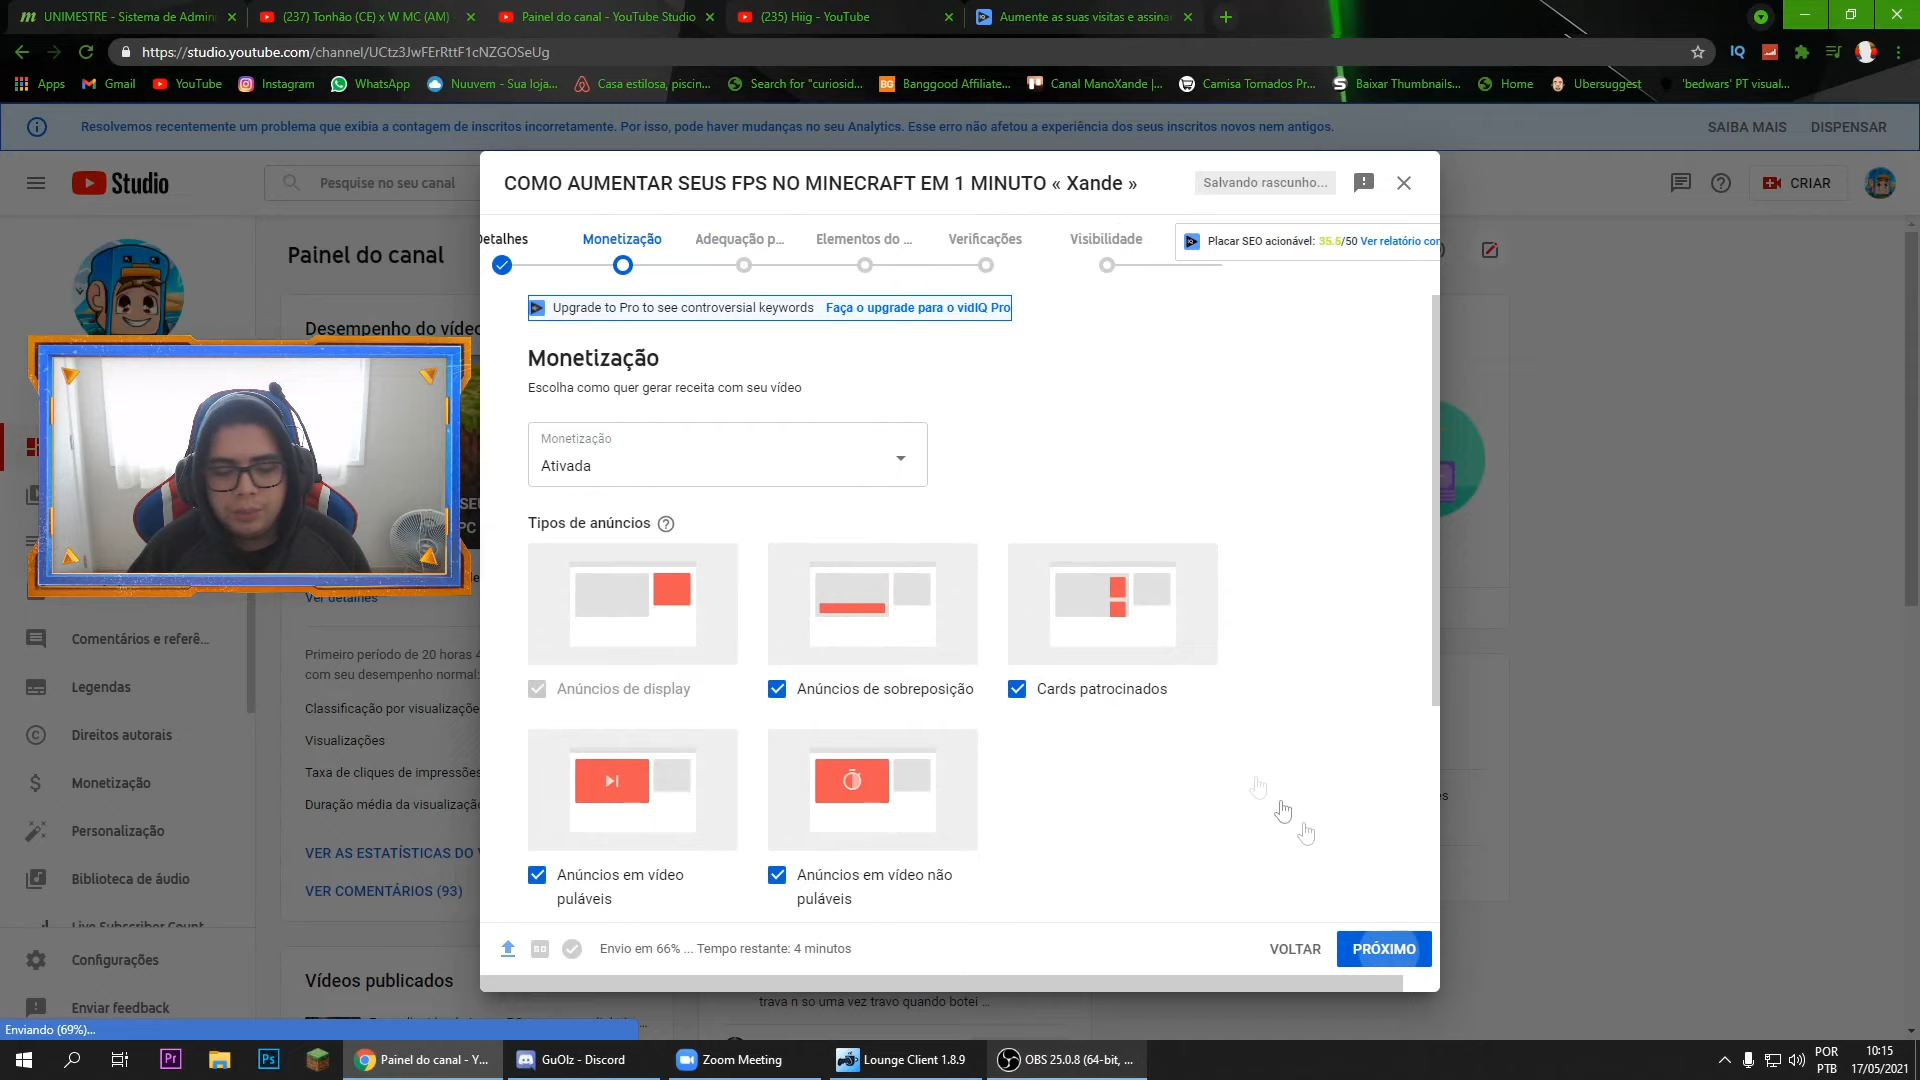 UNIMESTRE - Sistema de Admin
(237) Tonhão (CE) x W MC (AM)
Painel do canal - YouTube Studio
(235) Hiig - YouTube
Aumente as suas visitas e assina
https://studio.youtube.com/channel/UCtz3JwFErRttF1cNZGOSeUg
Apps
Gmail
YouTube
Instagram
WhatsApp
Nuuvem - Sua loja...
Casa estilosa, piscin...
Search for "curiosid...
Banggood Affiliate...
Canal ManoXande |...
Camisa Tornados Pr...
Baixar Thumbnails...
Home
Ubersuggest
'bedwars' PT visual...
Resolvemos recentemente um problema que exibia a contagem de inscritos incorretamente. Por isso, pode haver mudanças no seu Analytics. Esse erro não afetou a experiência dos seus inscritos novos nem antigos.
SAIBA MAIS
DISPENSAR
Studio
Pesquise no seu canal
CRIAR
COMO AUMENTAR SEUS FPS NO MINECRAFT EM 1 MINUTO « Xande »
Salvando rascunho...
Detalhes
Monetização
Adequação p...
Elementos do ...
Verificações
Visibilidade
Placar SEO acionável: 35.5/50 Ver relatório cor
Upgrade to Pro to see controversial keywords Faça o upgrade para o vidIQ Pro
Monetização
Escolha como quer gerar receita com seu vídeo
Monetização
Ativada
Tipos de anúncios
Anúncios de display
Anúncios de sobreposição
Cards patrocinados
Anúncios em vídeo
puláveis
Anúncios em vídeo não
puláveis
Envio em 66% ... Tempo restante: 4 minutos
VOLTAR
PRÓXIMO
Painel do canal
Desempenho do víde
SEU
PC
Ver detalhes
Primeiro período de 20 horas 4
com seu desempenho normal:
Classificação por visualizaçõe
Visualizações
Taxa de cliques de impressões
Duração média da visualizaçã
VER AS ESTATÍSTICAS DO
VER COMENTÁRIOS (93)
Vídeos publicados
trava n so uma vez travo quando botei ...
Comentários e referê...
Legendas
Direitos autorais
Monetização
Personalização
Biblioteca de áudio
Live Subscriber Count
Configurações
Enviar feedback
Enviando (69%)...
Painel do canal - Y...
GuOlz - Discord
Zoom Meeting
Lounge Client 1.8.9
OBS 25.0.8 (64-bit, ...
POR
PTB
10:15
17/05/2021